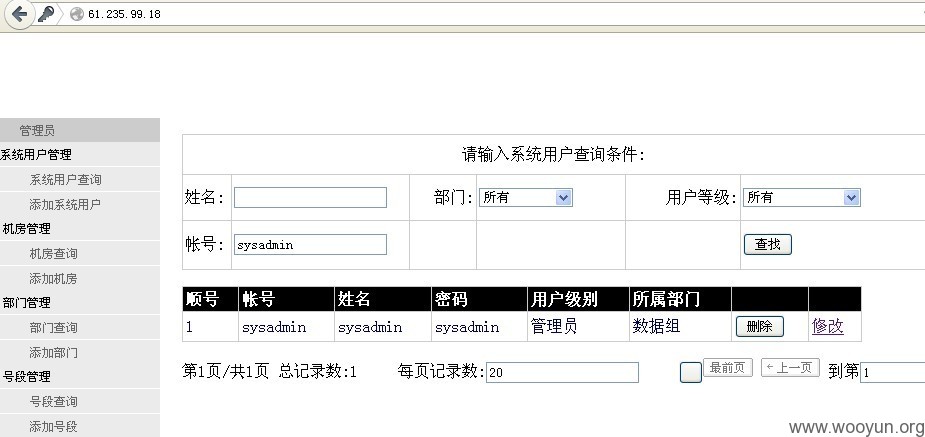 61.235.99.18
管理员
系统用户管理
系统用户查询
添加系统用户
机房管理
机房查询
添加机房
部门管理
部门查询
添加部门
号段管理
号段查询
添加号段
请输入系统用户查询条件:
姓名: 部门: 所有 用户等级: 所有
帐号: sysadmin 查找
顺号 帐号 姓名 密码 用户级别 所属部门
1 sysadmin sysadmin sysadmin 管理员 数据组 删除 修改
第1页/共1页 总记录数:1 每页记录数: 20 最前页 ←上一页 到第 1
www.wooyun.org